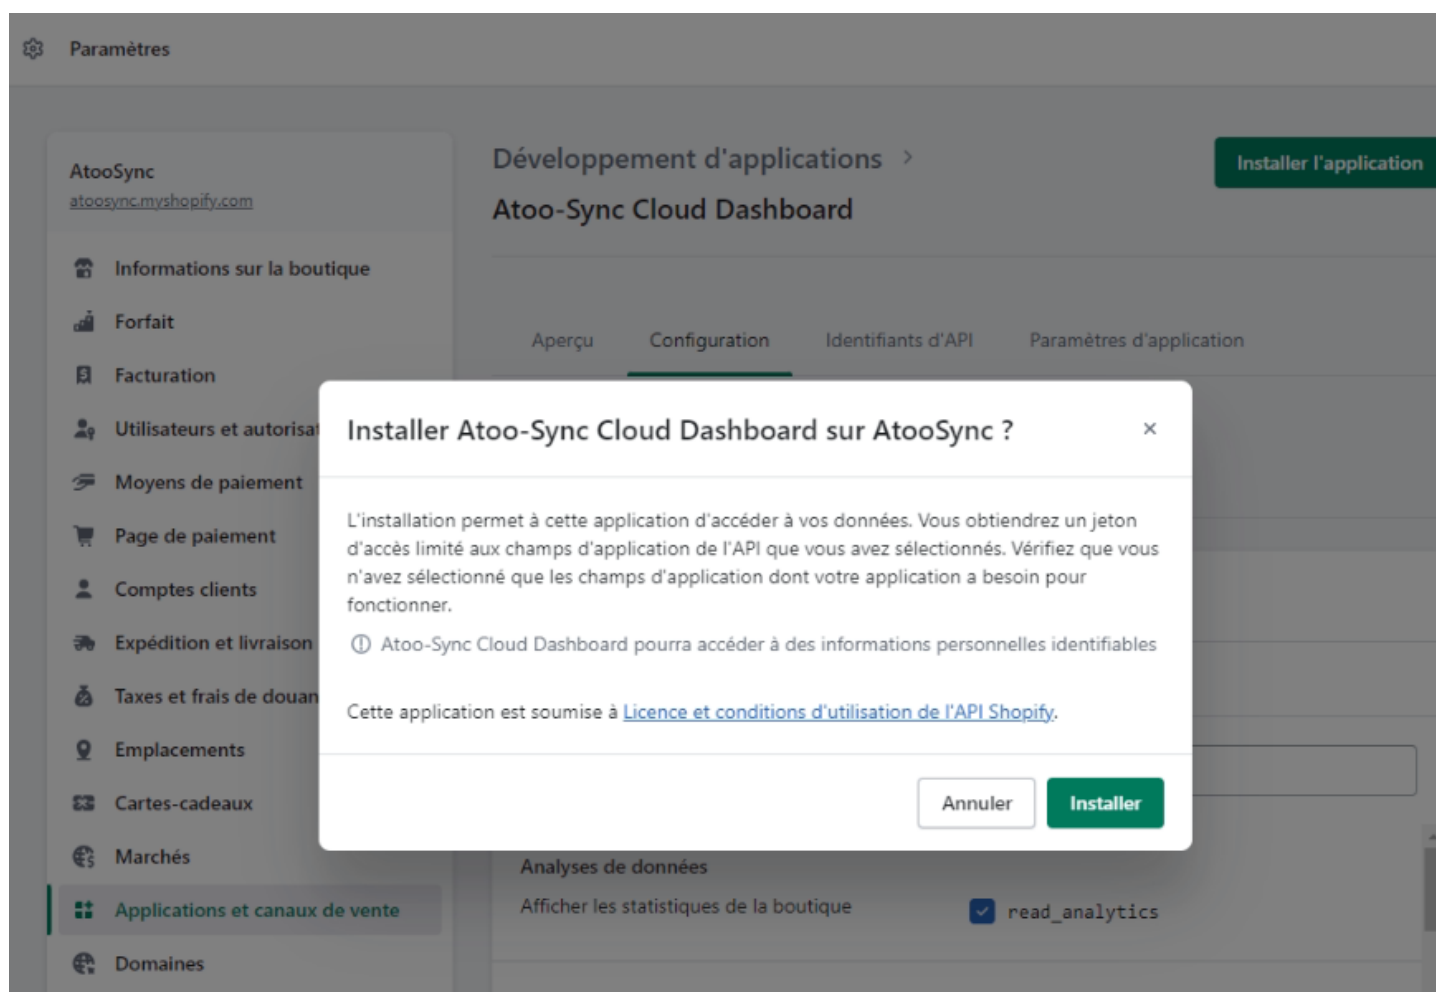 Paramètres
AtooSync
atoosync.myshopify.com
Informations sur la boutique
Forfait
Facturation
Utilisateurs et autorisat
Moyens de paiement
Page de paiement
Comptes clients
Expédition et livraison
Taxes et frais de douan
Emplacements
Cartes-cadeaux
Marchés
Applications et canaux de vente
Domaines
Développement d'applications >
Installer l'application
Atoo-Sync Cloud Dashboard
Aperçu Configuration Identifiants d'API Paramètres d'application
Installer Atoo-Sync Cloud Dashboard sur AtooSync ?
L'installation permet à cette application d'accéder à vos données. Vous obtiendrez un jeton
d'accès limité aux champs d'application de l'API que vous avez sélectionnés. Vérifiez que vous
n'avez sélectionné que les champs d'application dont votre application a besoin pour
fonctionner.
Atoo-Sync Cloud Dashboard pourra accéder à des informations personnelles identifiables
Cette application est soumise à Licence et conditions d'utilisation de l'API Shopify.
Annuler Installer
Analyses de données
Afficher les statistiques de la boutique read_analytics